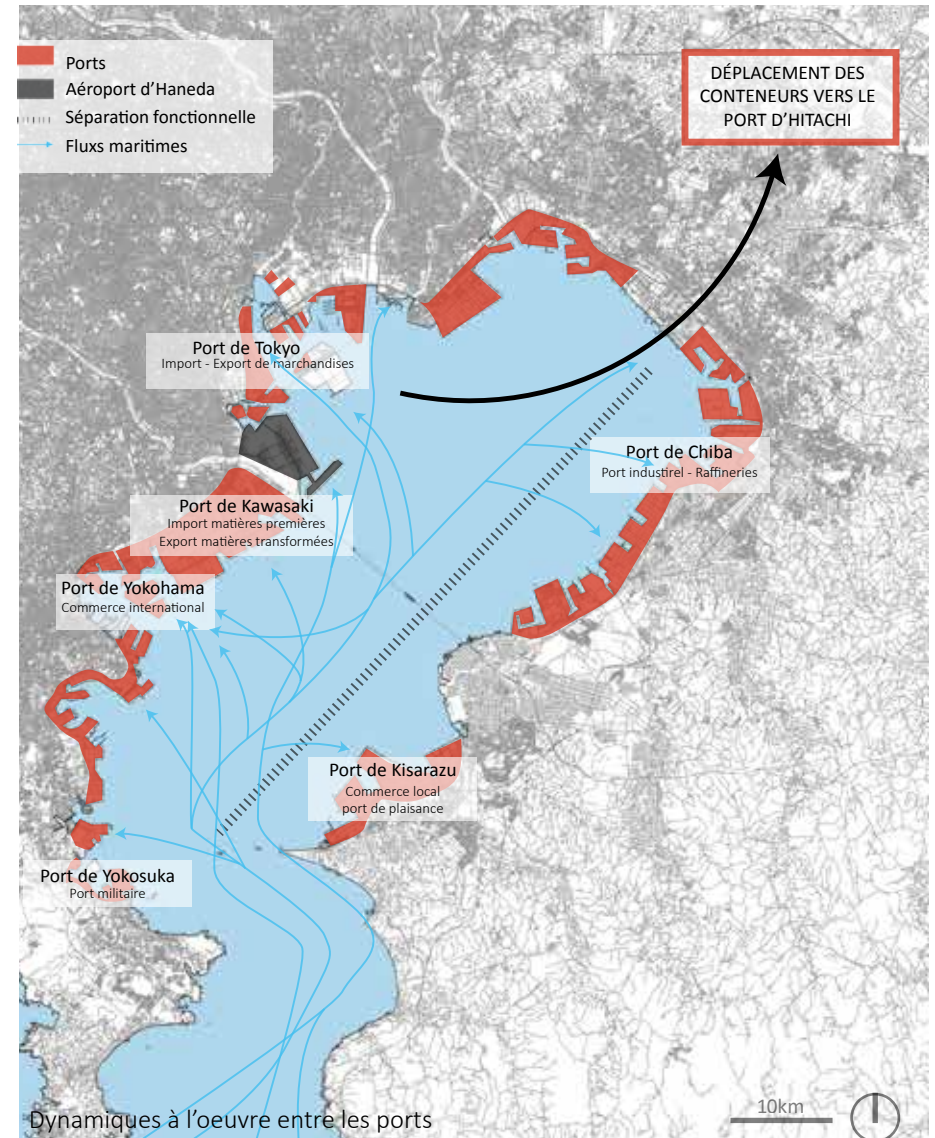 Ports
Aéroport d'Haneda
Séparation fonctionelle
Fluxs maritimes
DÉPLACEMENT DES
CONTENEURS VERS LE
PORT D'HITACHI
Port de Tokyo
Import - Export de marchandises
Port de Chiba
Port industirel - Raffineries
Port de Kawasaki
Import matières premières
Export matières transformées
Port de Yokohama
Commerce international
Port de Kisarazu
Commerce local
port de plaisance
Port de Yokosuka
Port militaire
Dynamiques à l'oeuvre entre les ports
10km